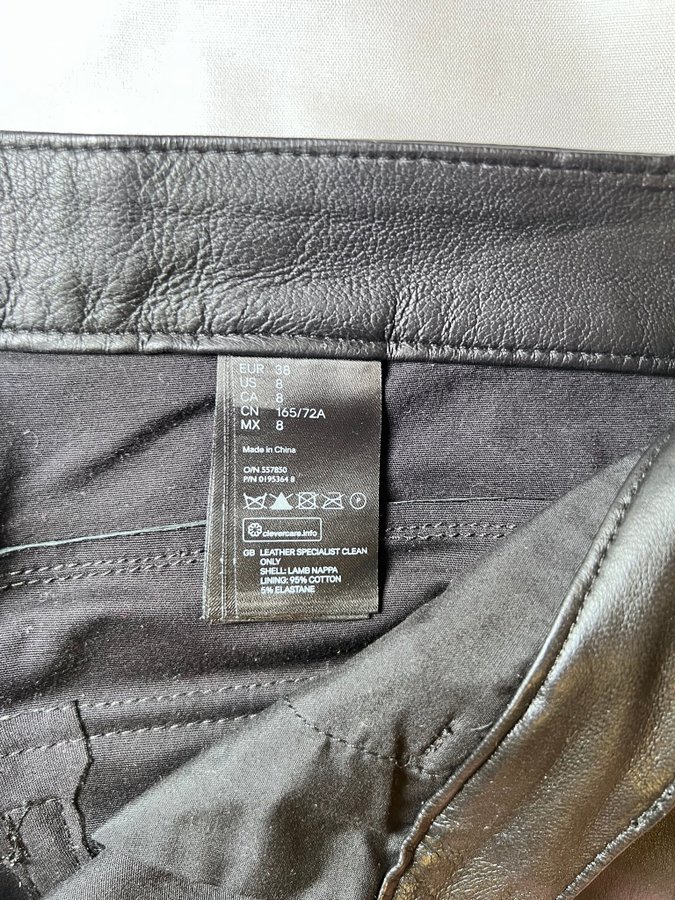 EUR 38
US 8
CA 8
CN 165/72A
MX 8
Made in China
O/N 557850
P/N 0195364 8
P
clevercare.info
GB LEATHER SPECIALIST CLEAN
ONLY
SHELL: LAMB NAPPA
LINING: 95% COTTON
5% ELASTANE